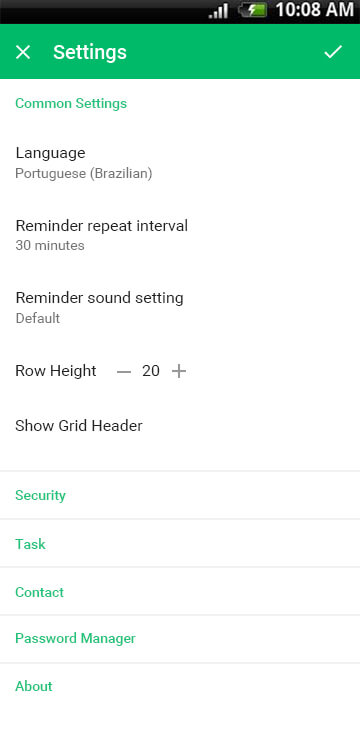 10:08 AM
Settings
Common Settings
Language
Portuguese (Brazilian)
Reminder repeat interval
30 minutes
Reminder sound setting
Default
Row Height — 20 +
Show Grid Header
Security
Task
Contact
Password Manager
About